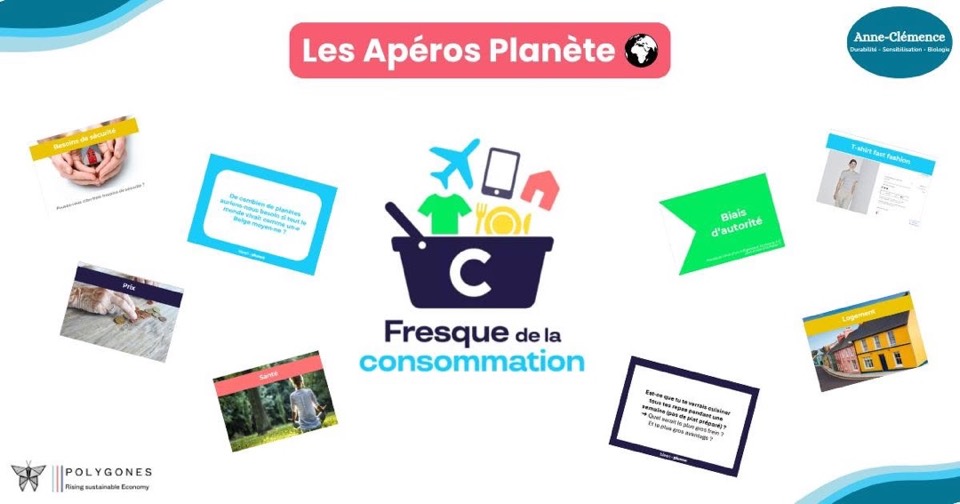 Les Apéros Planète
Anne-Clémence
Durabilité - Sensibilisation - Biologie
Besoins de sécurité
De combien de planètes
aurions-nous besoin si tout le
monde vivait comme un·e
Belge moyen·ne ?
Prix
Santé
C
Fresque de la
consommation
Biais
d'autorité
T-shirt fast fashion
Logement
Est-ce que tu te verrais cuisiner
tous tes repas pendant une
semaine (pas de plat préparé) ?
➔ Quel serait le plus gros frein ?
Et le plus gros avantage ?
POLYGONES
Rising sustainable Economy